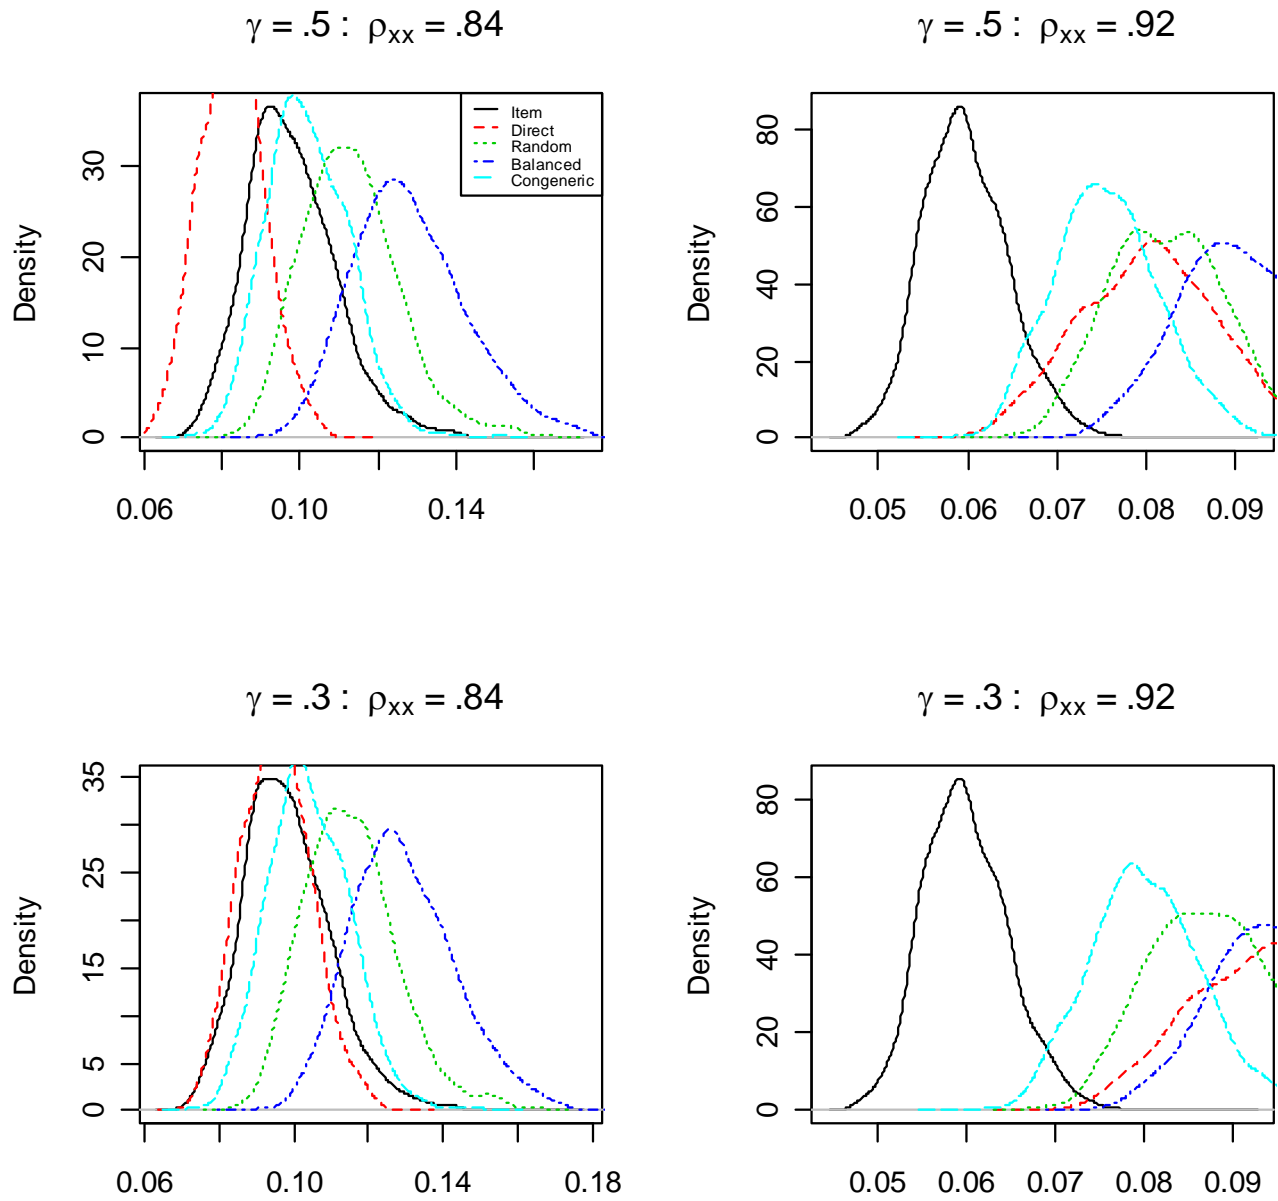 γ = .5 : ρxx = .84
Density
0 10 20 30
Item
Direct
Random
Balanced
Congeneric
0.06 0.10 0.14
γ = .5 : ρxx = .92
Density
0 20 40 60 80
0.05 0.06 0.07 0.08 0.09
γ = .3 : ρxx = .84
Density
0 5 15 25 35
0.06 0.10 0.14 0.18
γ = .3 : ρxx = .92
Density
0 20 40 60 80
0.05 0.06 0.07 0.08 0.09